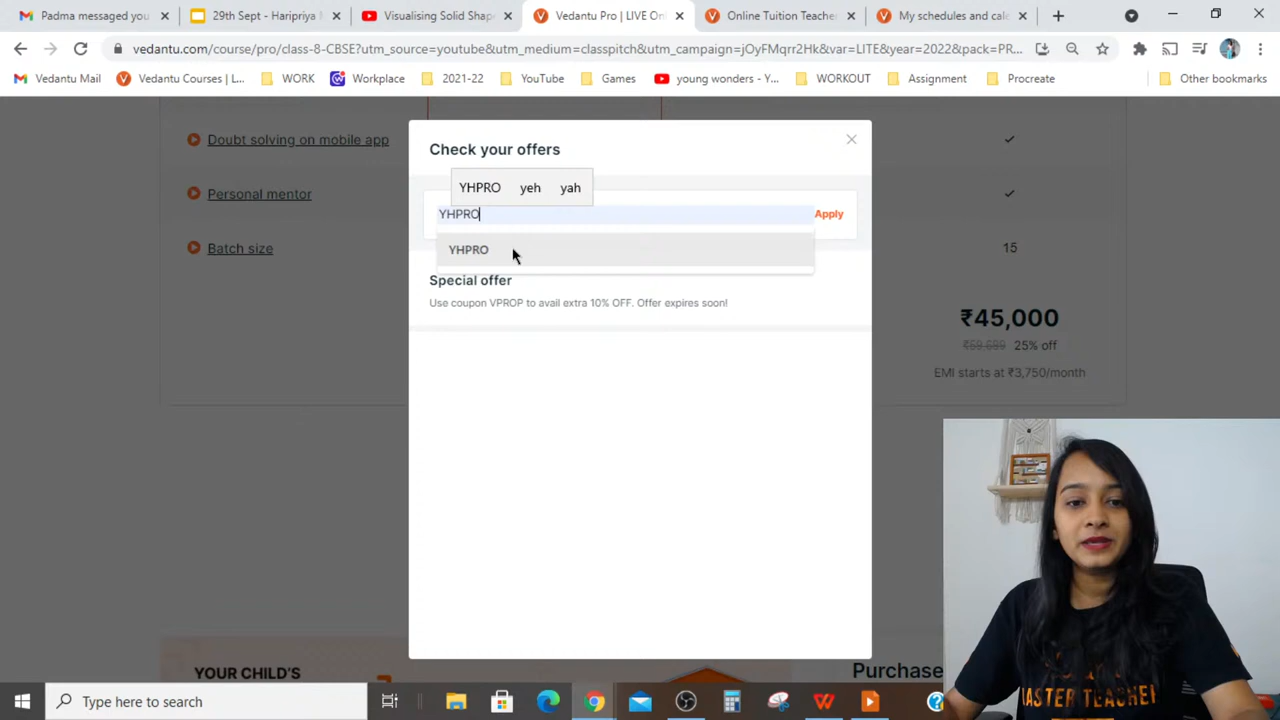 Padma messaged you
29th Sept - Haripriya M
Visualising Solid Shap
Vedantu Pro | LIVE On
Online Tuition Teache
My schedules and cale
vedantu.com/course/pro/class-8-CBSE?utm_source=youtube&utm_medium=classpitch&utm_campaign=jOyFMqrr2Hk&var=LITE&year=2022&pack=PR...
Vedantu Mail
Vedantu Courses | L...
WORK
Workplace
2021-22
YouTube
Games
young wonders - Y...
WORKOUT
Assignment
Procreate
Other bookmarks
Doubt solving on mobile app
Personal mentor
Batch size
15
₹45,000
₹59,689 25% off
EMI starts at ₹3,750/month
Check your offers
YHPRO yeh yah
YHPRO
Apply
YHPRO
Special offer
Use coupon VPROP to avail extra 10% OFF. Offer expires soon!
YOUR CHILD'S
Purchase
MASTER TEACHER
Type here to search